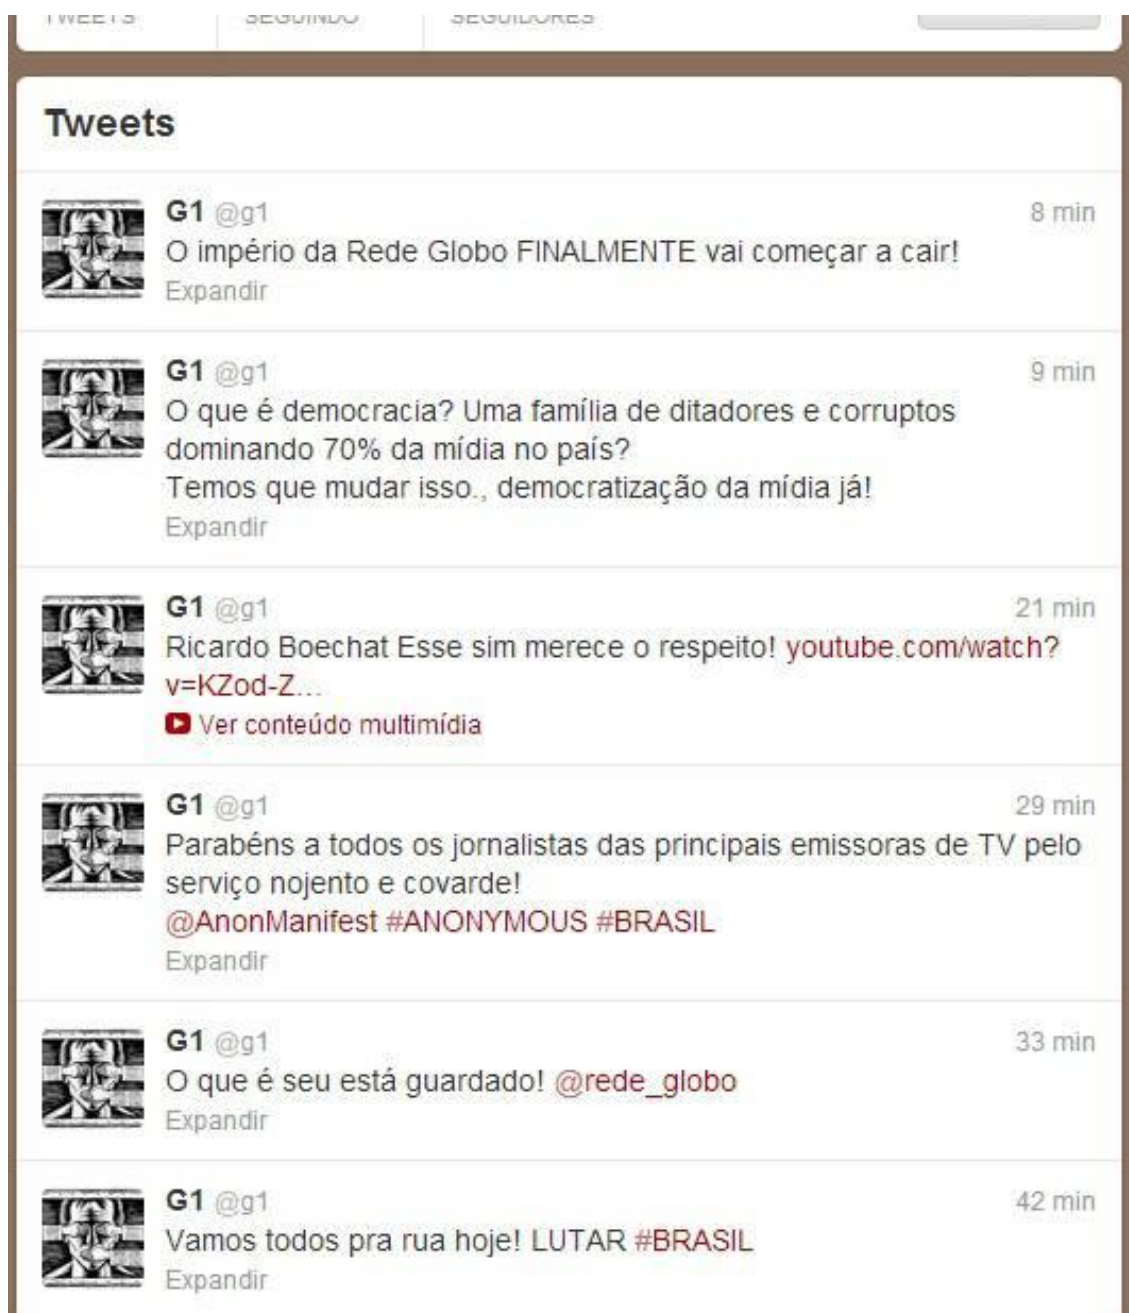 TWEETS SEGUINDO SEGUIDORES
Tweets
G1 @g1 8 min
O império da Rede Globo FINALMENTE vai começar a cair!
Expandir
G1 @g1 9 min
O que é democracia? Uma família de ditadores e corruptos
dominando 70% da mídia no país?
Temos que mudar isso., democratização da mídia já!
Expandir
G1 @g1 21 min
Ricardo Boechat Esse sim merece o respeito! youtube.com/watch?
v=KZod-Z...
Ver conteúdo multimídia
G1 @g1 29 min
Parabéns a todos os jornalistas das principais emissoras de TV pelo
serviço nojento e covarde!
@AnonManifest #ANONYMOUS #BRASIL
Expandir
G1 @g1 33 min
O que é seu está guardado! @rede_globo
Expandir
G1 @g1 42 min
Vamos todos pra rua hoje! LUTAR #BRASIL
Expandir